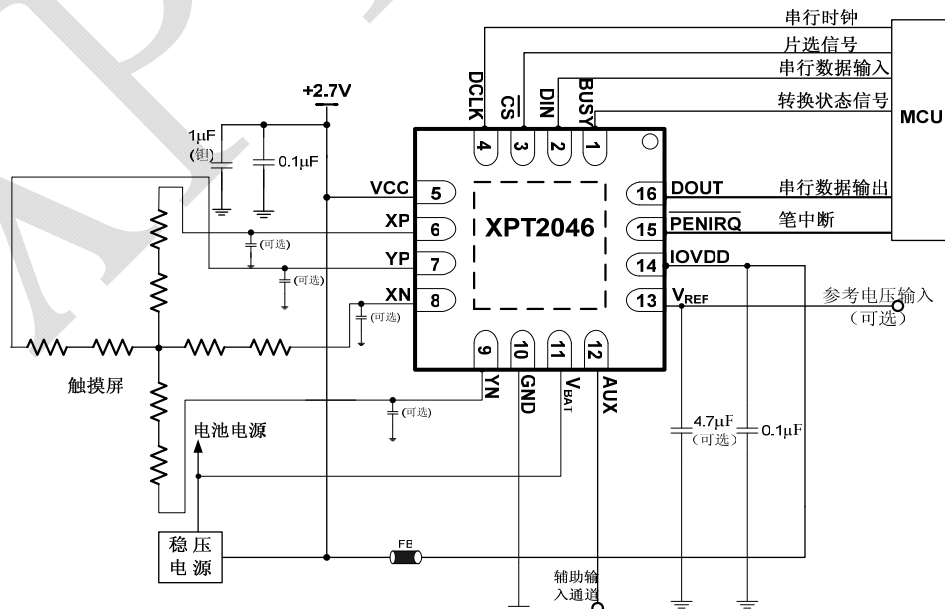 串行时钟
片选信号
串行数据输入
转换状态信号
MCU
+2.7V
DCLK
CS
DIN
BUSY
1μF
(钽)
0.1μF
4
3
2
1
VCC
5
XP
6
YP
7
XN
8
XPT2046
16
DOUT
串行数据输出
15
PENIRQ
笔中断
14
IOVDD
13
VREF
参考电压输入
(可选)
(可选)
(可选)
(可选)
9
10
11
12
YN
GND
VBAT
AUX
触摸屏
(可选)
电池电源
4.7μF
(可选)
0.1μF
稳压
电源
FB
辅助输
入通道